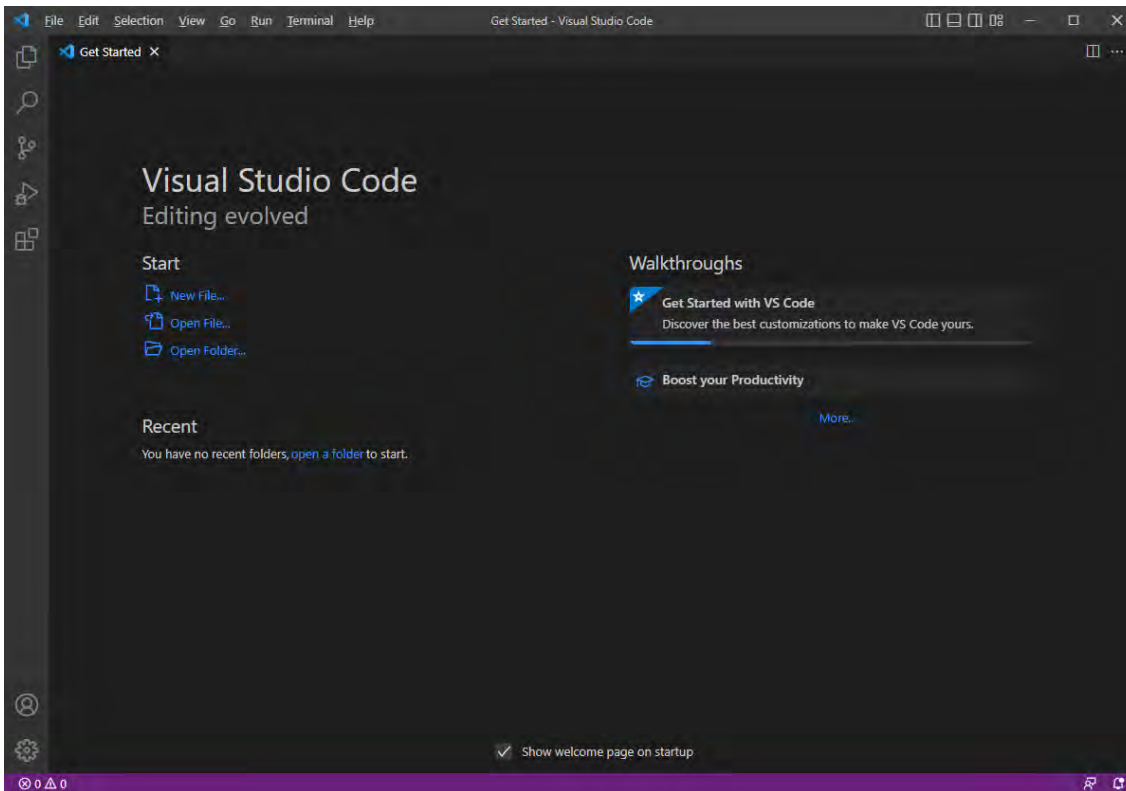 File Edit Selection View Go Run Terminal Help Get Started - Visual Studio Code
Get Started
Visual Studio Code
Editing evolved
Start
New File...
Open File...
Open Folder...
Recent
You have no recent folders, open a folder to start.
Walkthroughs
Get Started with VS Code
Discover the best customizations to make VS Code yours.
Boost your Productivity
More...
Show welcome page on startup
0 0